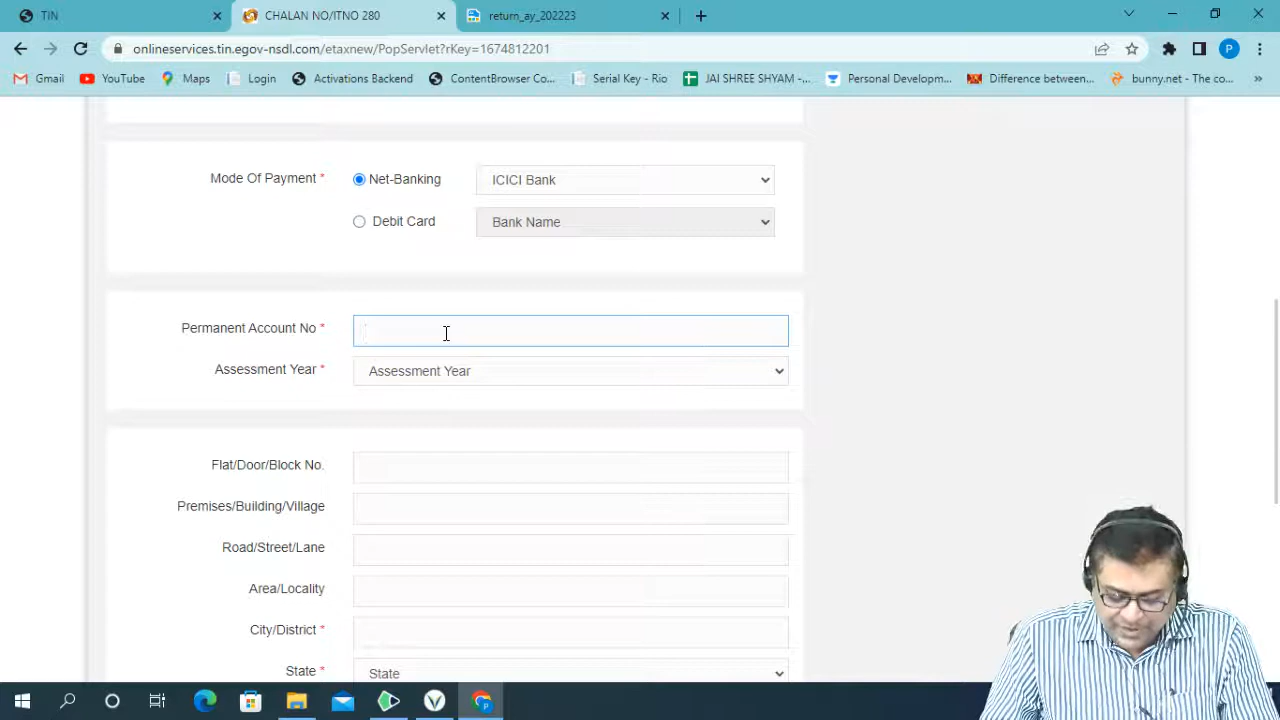 TIN
CHALAN NO/ITNO 280
return_ay_202223
onlineservices.tin.egov-nsdl.com/etaxnew/PopServlet?rKey=1674812201
P
Gmail
YouTube
Maps
Login
Activations Backend
ContentBrowser Co...
Serial Key - Rio
JAI SHREE SHYAM -...
Personal Developm...
Difference between...
bunny.net - The co...
»
Mode Of Payment *
Net-Banking
ICICI Bank
Debit Card
Bank Name
Permanent Account No *
Assessment Year *
Assessment Year
Flat/Door/Block No.
Premises/Building/Village
Road/Street/Lane
Area/Locality
City/District *
State *
State